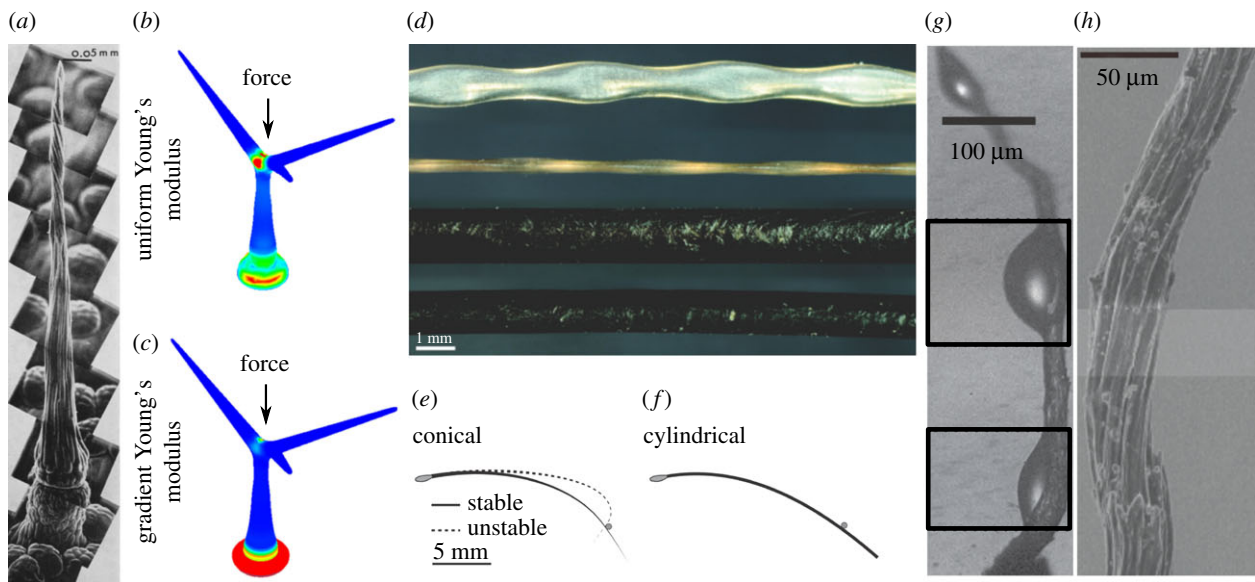 (a)
0.05 mm
(b)
force
uniform Young's
modulus
(c)
force
gradient Young's
modulus
(d)
1 mm
(e)
conical
stable
unstable
5 mm
(f)
cylindrical
(g)
100 µm
(h)
50 µm